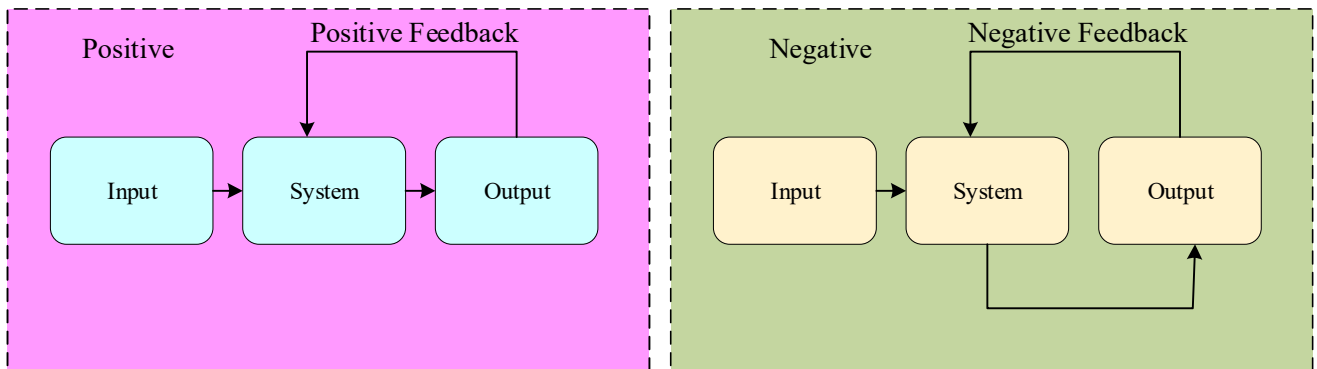 Positive
Positive Feedback
Input
System
Output
Negative
Negative Feedback
Input
System
Output